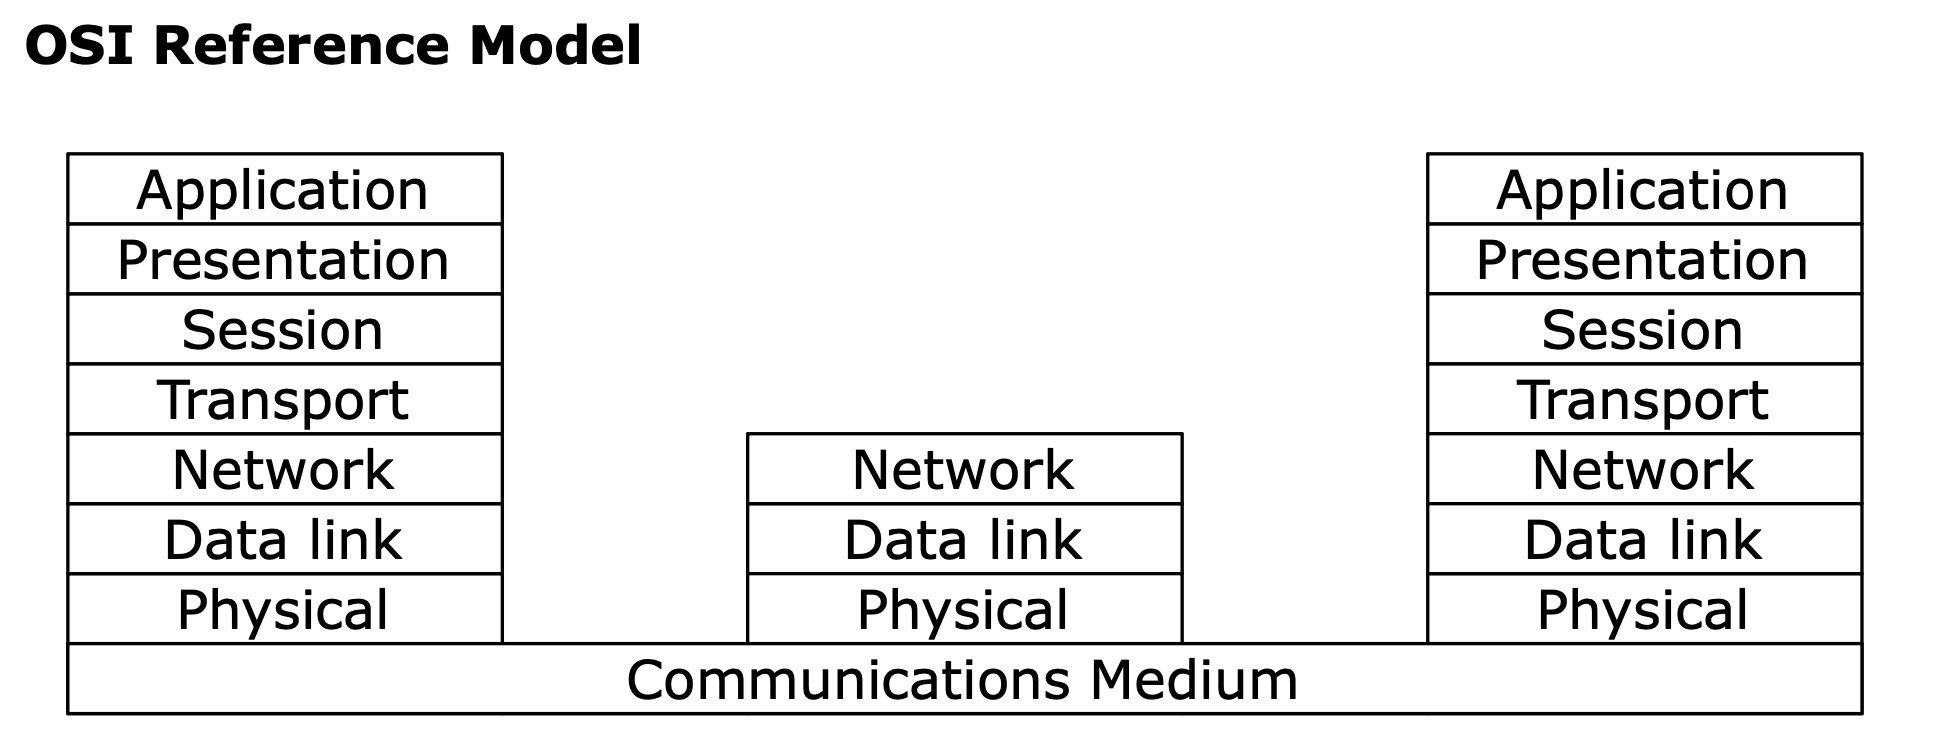 OSI Reference Model
Application
Presentation
Session
Transport
Network
Data link
Physical
Network
Data link
Physical
Application
Presentation
Session
Transport
Network
Data link
Physical
Communications Medium